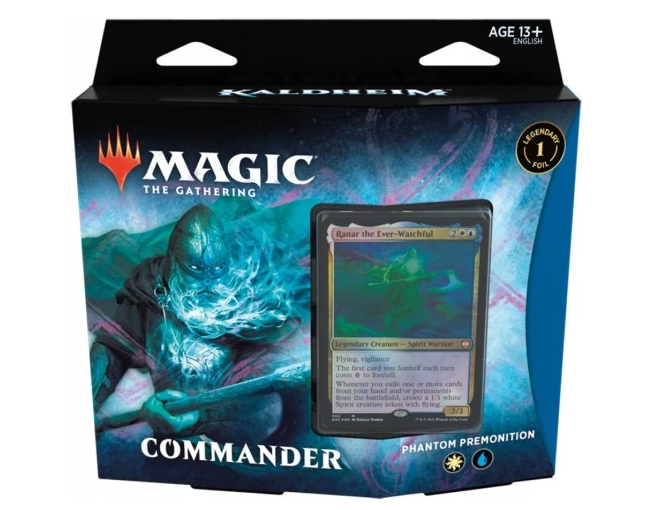 AGE 13+
ENGLISH
KALDHEIM
LEGENDARY
1
FOIL
MAGIC
THE GATHERING
Ranar the Ever-Watchful 2
Legendary Creature — Spirit Warrior
Flying, vigilance
The first card you foretell each turn
costs 0 to foretell.
Whenever you exile one or more cards
from your hand and/or permanents
from the battlefield, create a 1/1 white
Spirit creature token with flying.
2/3
COMMANDER
PHANTOM PREMONITION